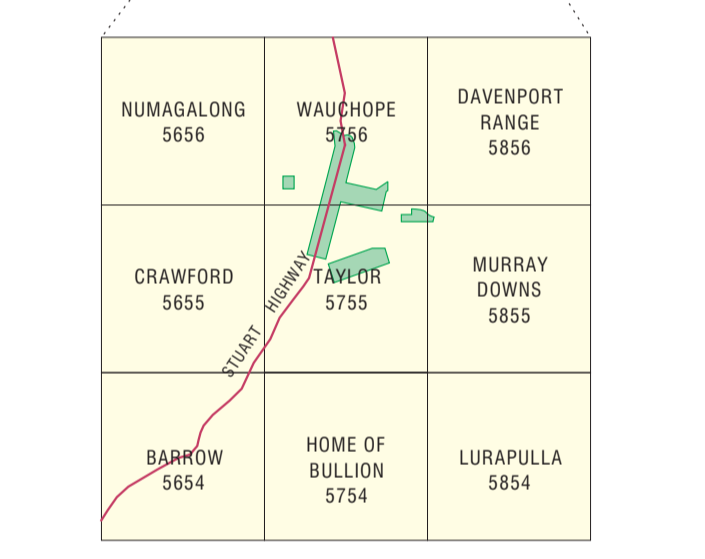 NUMAGALONG
5656
WAUCHOPE
5756
DAVENPORT
RANGE
5856
CRAWFORD
5655
STUART HIGHWAY
TAYLOR
5755
MURRAY
DOWNS
5855
BARROW
5654
HOME OF
BULLION
5754
LURAPULLA
5854